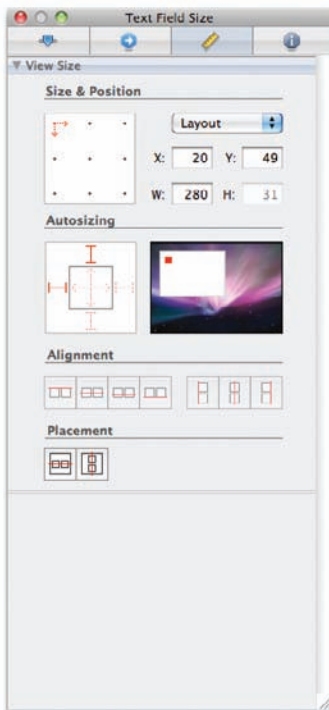 Text Field Size
View Size
Size & Position
Layout
X: 20 Y: 49
W: 280 H: 31
Autosizing
Alignment
Placement